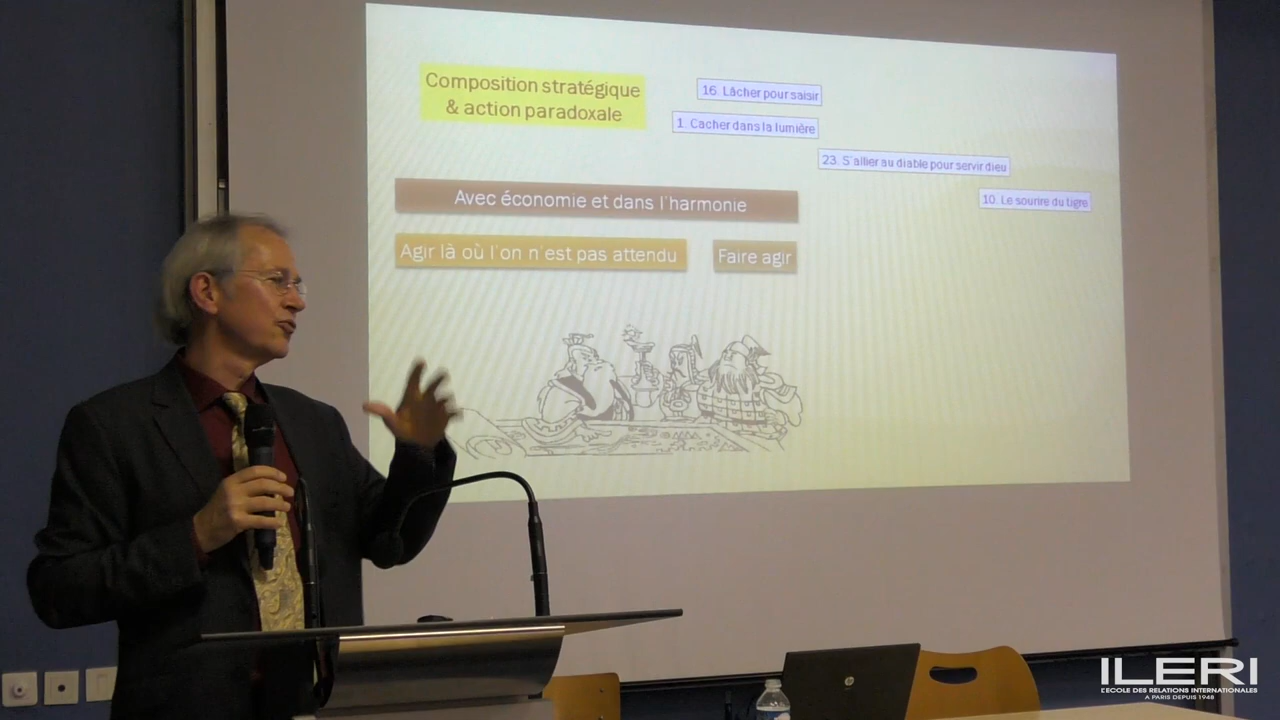 Composition stratégique
& action paradoxale
16. Lâcher pour saisir
1. Cacher dans la lumière
23. S'allier au diable pour servir dieu
10. Le sourire du tigre
Avec économie et dans l'harmonie
Agir là où l'on n'est pas attendu
Faire agir
hp
ILERI
L'ECOLE DES RELATIONS INTERNATIONALES
A PARIS DEPUIS 1948